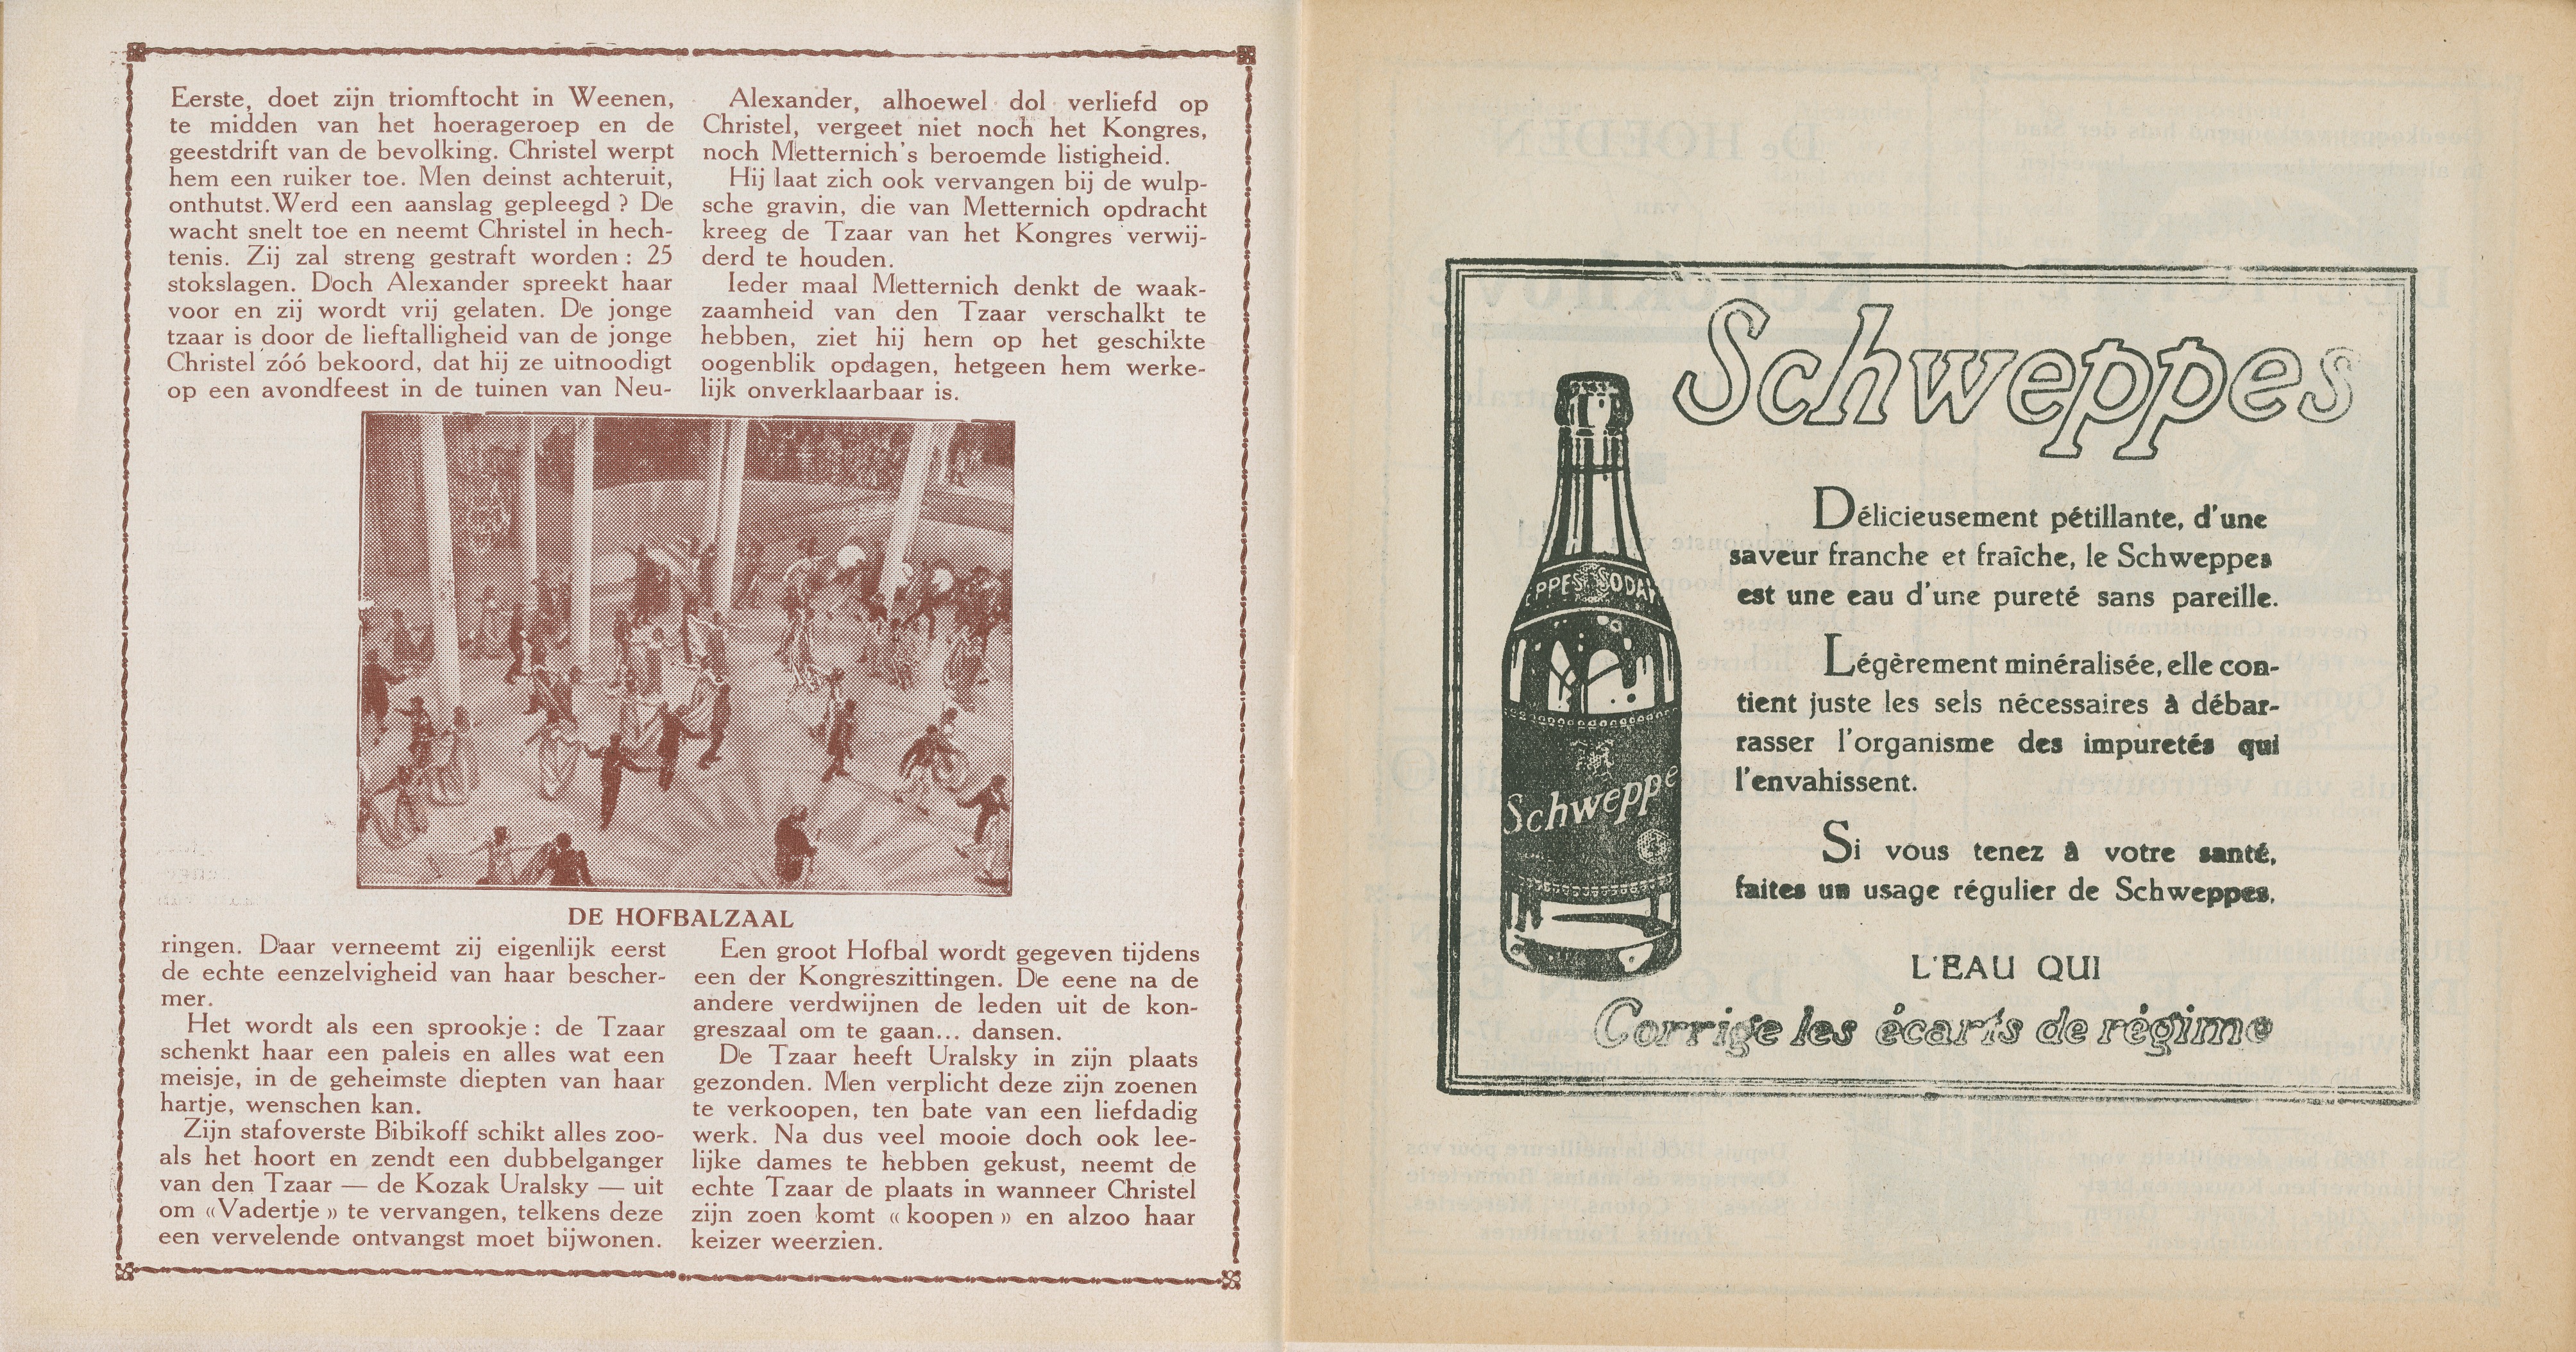 Eerste, doet zijn triomftocht in Weenen,
te midden van het hoerageroep en de
geestdrift van de bevolking. Christel werpt
hem een ruiker toe. Men deinst achteruit,
onthutst. Werd een aanslag gepleegd ? De
wacht snelt toe en neemt Christel in hech-
tenis. Zij zal streng gestraft worden : 25
stokslagen. Doch Alexander spreekt haar
voor en zij wordt vrij gelaten. De jonge
tzaar is door de lieftalligheid van de jonge
Christel zóó bekoord, dat hij ze uitnoodigt
op een avondfeest in de tuinen van Neu-
Alexander, alhoewel dol verliefd op
Christel, vergeet niet noch het Kongres,
noch Metternich's beroemde listigheid.
Hij laat zich ook vervangen bij de wulp-
sche gravin, die van Metternich opdracht
kreeg de Tzaar van het Kongres verwij-
derd te houden.
Ieder maal Metternich denkt de waak-
zaamheid van den Tzaar verschalkt te
hebben, ziet hij hem op het geschikte
oogenblik opdagen, hetgeen hem werke-
lijk onverklaarbaar is.
DE HOFBALZAAL
ringen. Daar verneemt zij eigenlijk eerst
de echte eenzelvigheid van haar bescher-
mer.
Het wordt als een sprookje : de Tzaar
schenkt haar een paleis en alles wat een
meisje, in de geheimste diepten van haar
hartje, wenschen kan.
Zijn stafoverste Bibikoff schikt alles zoo-
als het hoort en zendt een dubbelganger
van den Tzaar — de Kozak Uralsky — uit
om «Vadertje » te vervangen, telkens deze
een vervelende ontvangst moet bijwonen.
Een groot Hofbal wordt gegeven tijdens
een der Kongreszittingen. De eene na de
andere verdwijnen de leden uit de kon-
greszaal om te gaan... dansen.
De Tzaar heeft Uralsky in zijn plaats
gezonden. Men verplicht deze zijn zoenen
te verkoopen, ten bate van een liefdadig
werk. Na dus veel mooie doch ook lee-
lijke dames te hebben gekust, neemt de
echte Tzaar de plaats in wanneer Christel
zijn zoen komt « koopen » en alzoo haar
keizer weerzien.
Schweppes
EPPES SODA
Schweppe
Délicieusement pétillante, d'une
saveur franche et fraîche, le Schweppes
est une eau d'une pureté sans pareille.
Légèrement minéralisée, elle con-
tient juste les sels nécessaires à débar-
rasser l'organisme des impuretés qui
l'envahissent.
Si vous tenez à votre santé,
faites un usage régulier de Schweppes.
L'EAU QUI
Corrige les écarts de régime